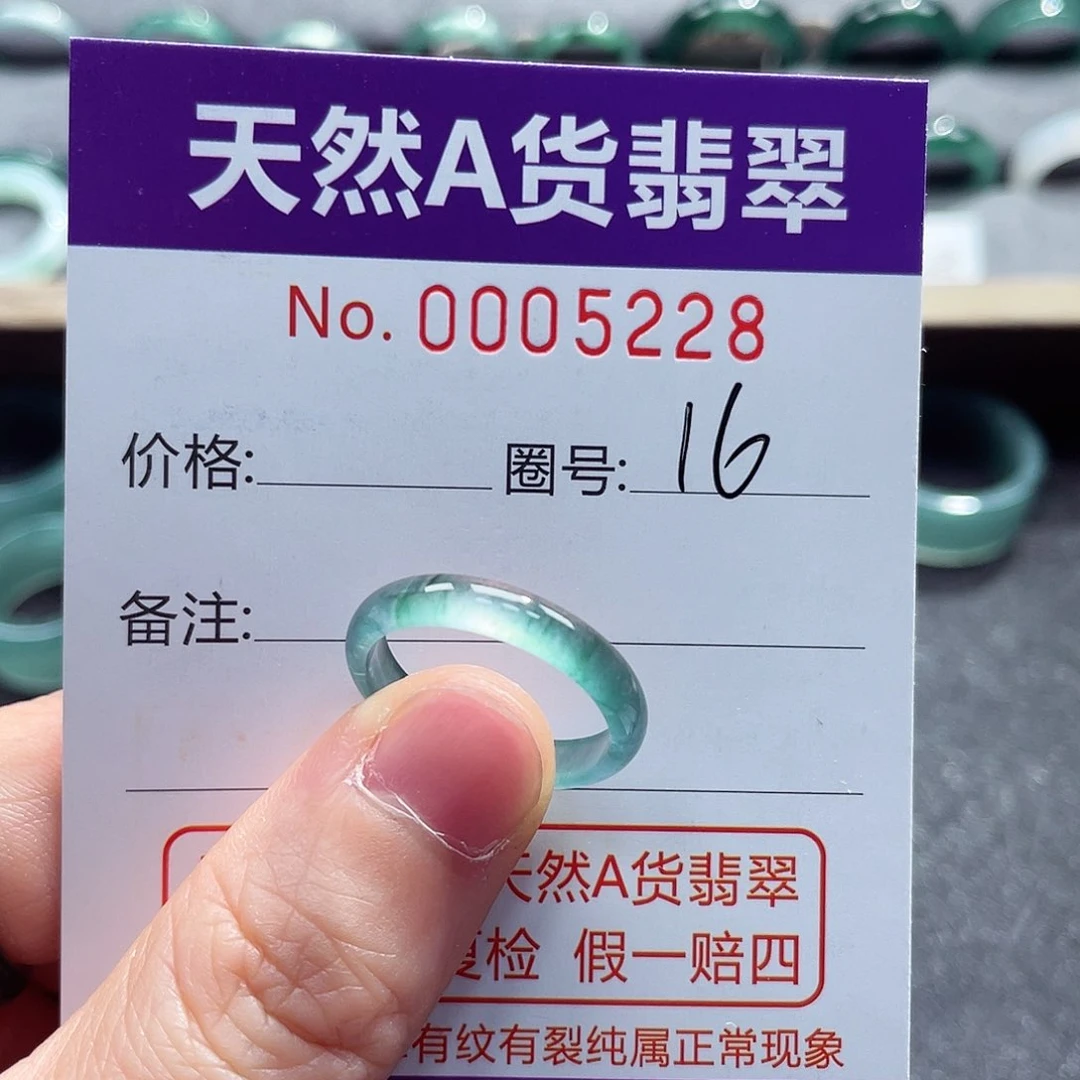 天然A货翡翠
No. 0005228
价格: 圈号: 16
备注:
天然A货翡翠
复检 假一赔四
有纹有裂纯属正常现象